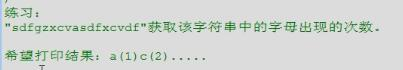 练习:
"sdfgzxcvasdfxcvdf"获取该字符串中的字母出现的次数。
希望打印结果: a(1)c(2).....